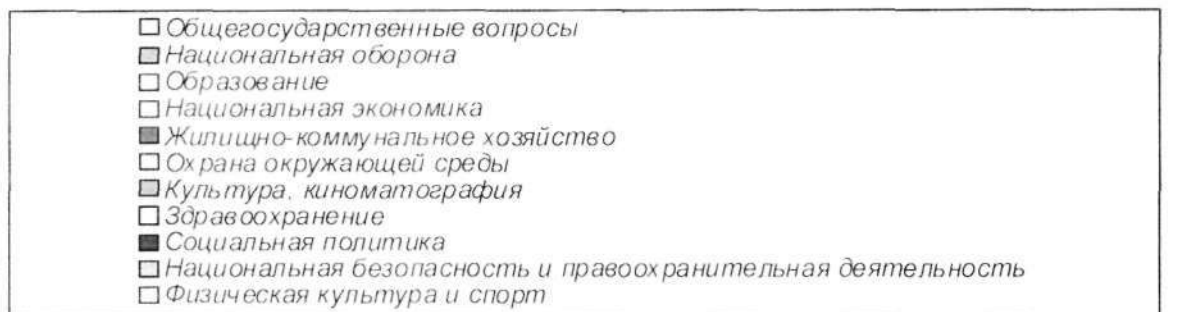 Общегосударственные вопросы
Национальная оборона
Образование
Национальная экономика
Жилищно-коммунальное хозяйство
Охрана окружающей среды
Культура, киноматография
Здравоохранение
Социальная политика
Национальная безопасность и правоохранительная деятельность
Физическая культура и спорт